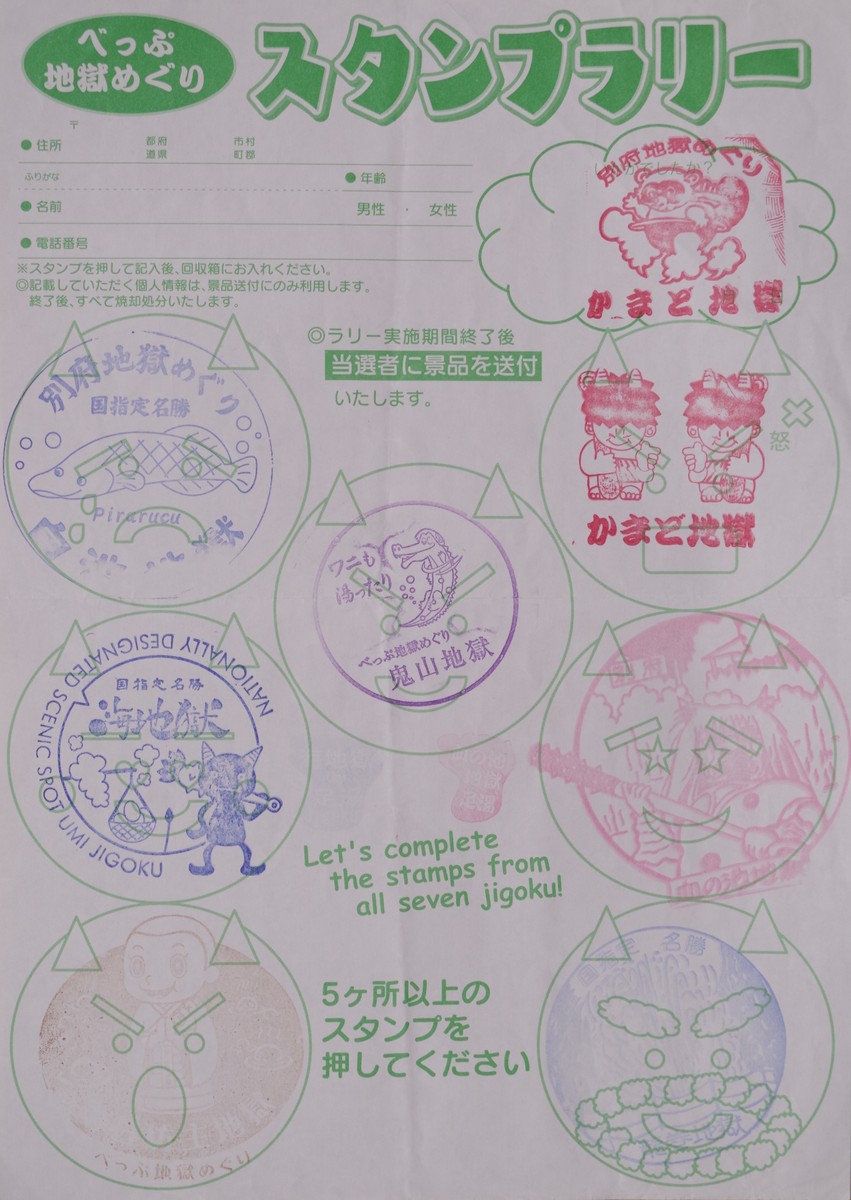 べっぷ
地獄めぐり
スタンプラリー
〒
●住所
都府
道県
市村
町郡
ふりがな
●年齢
●名前
男性 ・ 女性
●電話番号
※スタンプを押して記入後、回収箱にお入れください。
◎記載していただく個人情報は、景品送付にのみ利用します。
終了後、すべて焼却処分いたします。
別府地獄めぐり
でしたか?
かまど地獄
◎ラリー実施期間終了後
当選者に景品を送付
いたします。
別府地獄めぐり
国指定名勝
Pirarucu
怒
かまど地獄
ワニも
湯ったり
べっぷ地獄めぐり
鬼山地獄
NATIONALLY DESIGNATED SCENIC SPOT UMI JIGOKU
国指定名勝
海地獄
血の池地獄
Let's complete
the stamps from
all seven jigoku!
5ヶ所以上の
スタンプを
押してください
べっぷ地獄めぐり
名勝